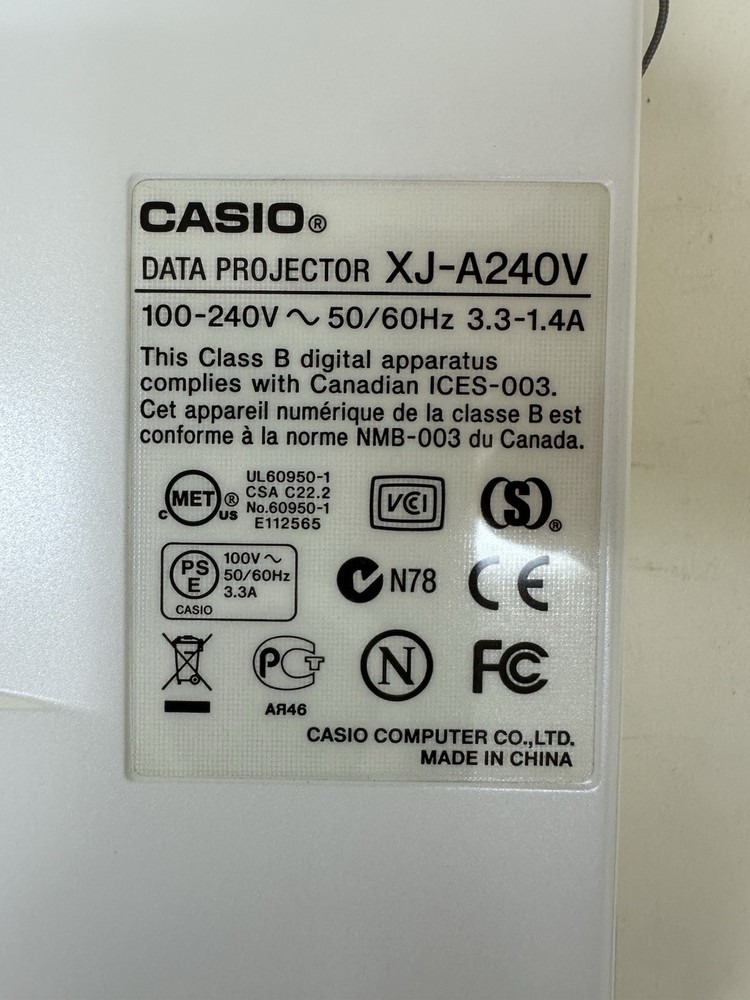 CASIO®
DATA PROJECTOR XJ-A240V
100-240V ～ 50/60Hz 3.3-1.4A
This Class B digital apparatus
complies with Canadian ICES-003.
Cet appareil numérique de la classe B est
conforme à la norme NMB-003 du Canada.
c MET ® US
UL60950-1
CSA C22.2
No.60950-1
E112565
VCI
S®
PS
E
CASIO
100V ～
50/60Hz
3.3A
N78
CE
РСТ
АЯ46
N
FC
CASIO COMPUTER CO.,LTD.
MADE IN CHINA